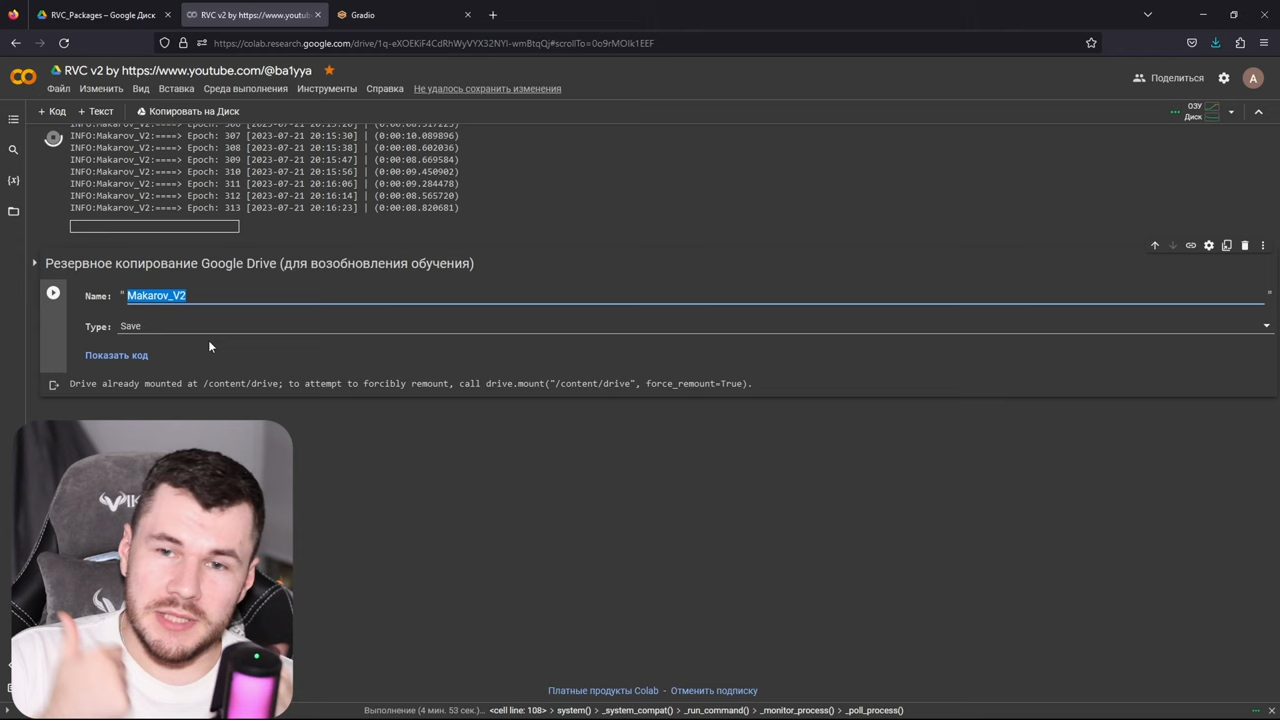 RVC_Packages – Google Диск
RVC v2 by https://www.youtu
Gradio
https://colab.research.google.com/drive/1q-eXOEKiF4CdRhWyVYX32NYI-wmBtqQj#scrollTo=0o9rMOIk1EEF
RVC v2 by https://www.youtube.com/@ba1yya
Файл Изменить Вид Вставка Среда выполнения Инструменты Справка Не удалось сохранить изменения
Поделиться
A
+ Код + Текст Копировать на Диск
ОЗУ
Диск
INFO:Makarov_V2:====> Epoch: 307 [2023-07-21 20:15:30] | (0:00:10.089896)
INFO:Makarov_V2:====> Epoch: 308 [2023-07-21 20:15:38] | (0:00:08.602036)
INFO:Makarov_V2:====> Epoch: 309 [2023-07-21 20:15:47] | (0:00:08.669584)
INFO:Makarov_V2:====> Epoch: 310 [2023-07-21 20:15:56] | (0:00:09.450902)
INFO:Makarov_V2:====> Epoch: 311 [2023-07-21 20:16:06] | (0:00:09.284478)
INFO:Makarov_V2:====> Epoch: 312 [2023-07-21 20:16:14] | (0:00:08.565720)
INFO:Makarov_V2:====> Epoch: 313 [2023-07-21 20:16:23] | (0:00:08.820681)
Резервное копирование Google Drive (для возобновления обучения)
Name: " Makarov_V2 "
Type: Save
Показать код
Drive already mounted at /content/drive; to attempt to forcibly remount, call drive.mount("/content/drive", force_remount=True).
Платные продукты Colab - Отменить подписку
Выполнение (4 мин. 53 сек.)... <cell line: 108> > system() > _system_compat() > _run_command() > _monitor_process() > _poll_process()